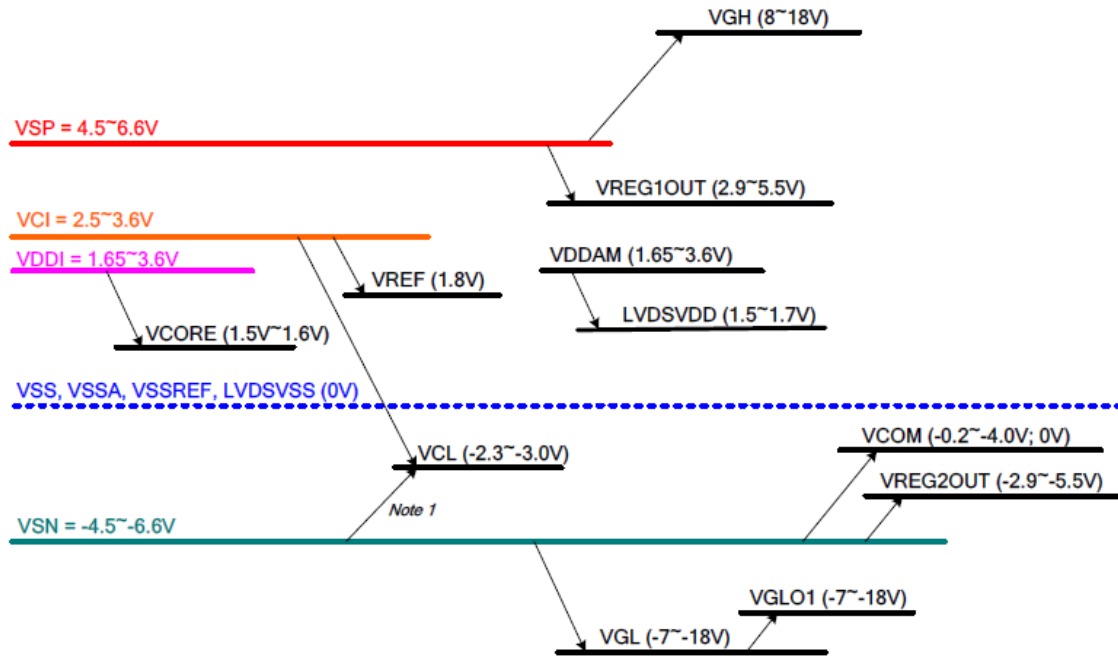 VGH (8~18V)
VSP = 4.5~6.6V
VREG1OUT (2.9~5.5V)
VCI = 2.5~3.6V
VDDI = 1.65~3.6V
VDDAM (1.65~3.6V)
VREF (1.8V)
LVDSVDD (1.5~1.7V)
VCORE (1.5V~1.6V)
VSS, VSSA, VSSREF, LVDSVSS (0V)
VCOM (-0.2~-4.0V; 0V)
VCL (-2.3~-3.0V)
VREG2OUT (-2.9~-5.5V)
Note 1
VSN = -4.5~-6.6V
VGLO1 (-7~-18V)
VGL (-7~-18V)